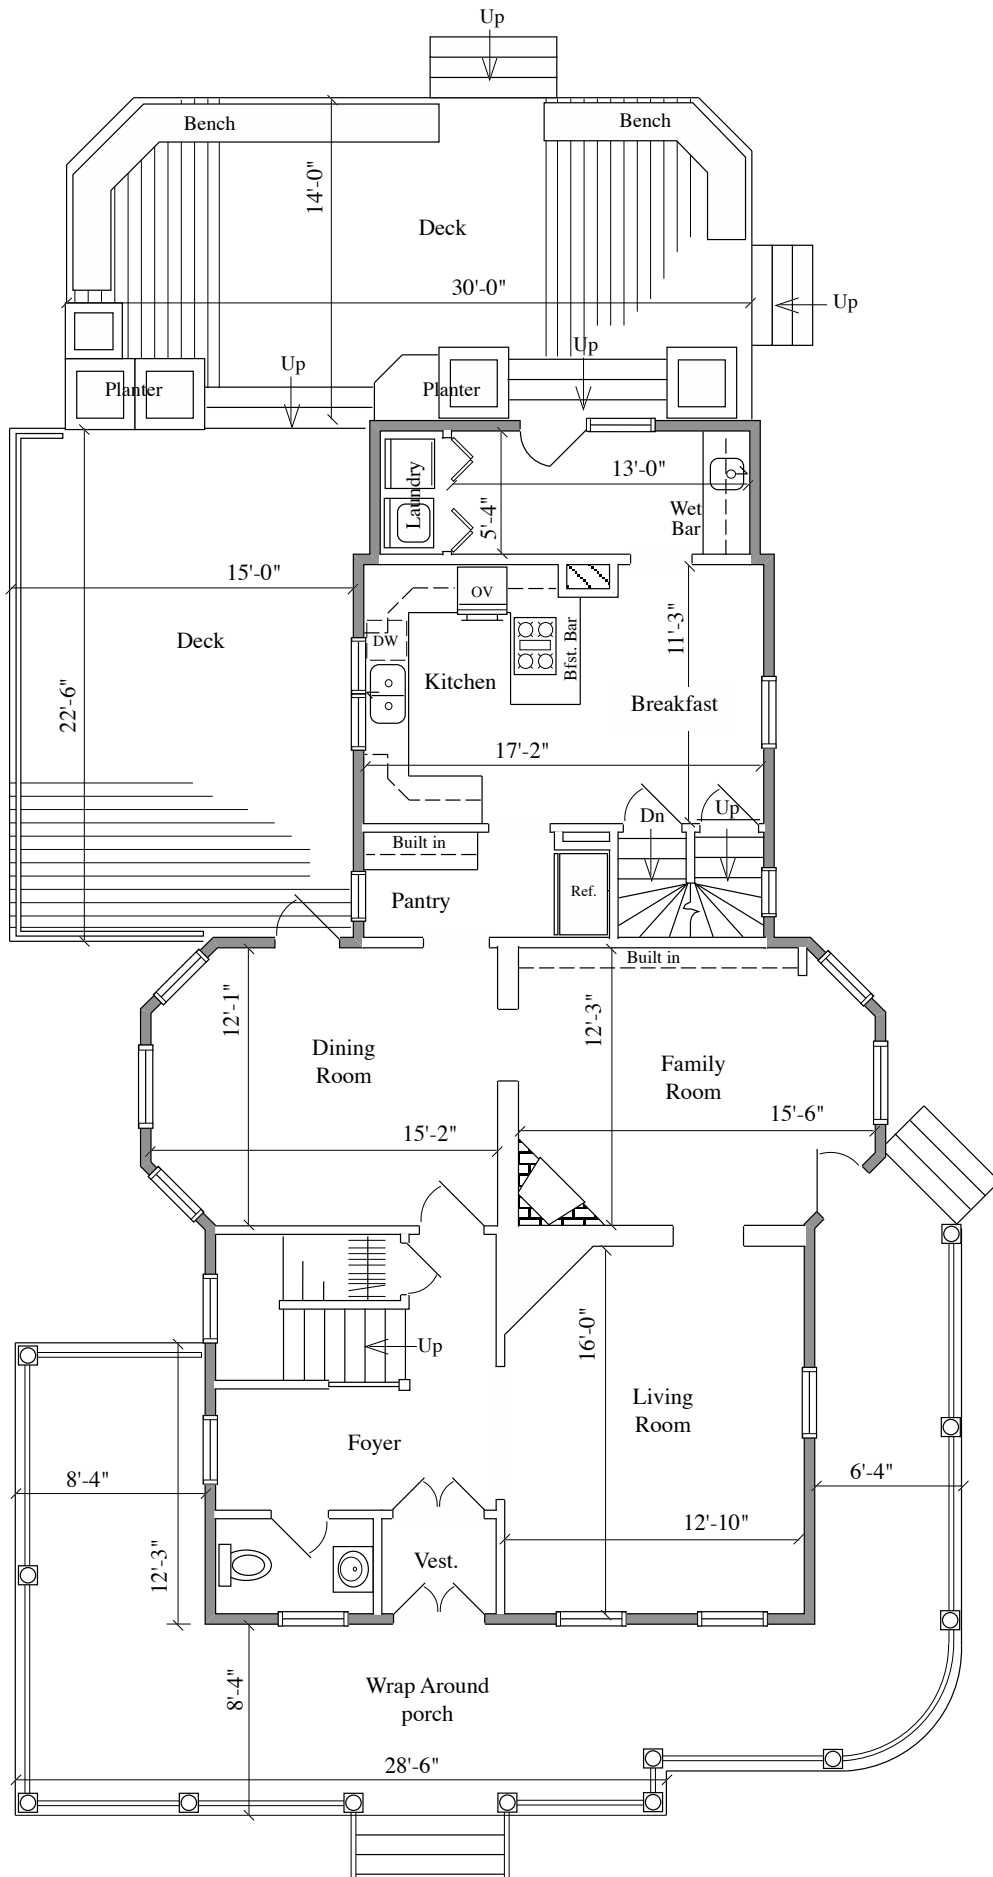 Up
Bench
Bench
14'-0"
Deck
30'-0"
Up
Up
Up
Planter
Planter
Laundry
13'-0"
5'-4"
Wet
Bar
15'-0"
OV
DW
Bfst. Bar
11'-3"
Deck
Kitchen
22'-6"
Breakfast
17'-2"
Dn
Up
Built in
Ref.
Pantry
Built in
12'-1"
12'-3"
Dining
Room
Family
Room
15'-6"
15'-2"
16'-0"
Up
Living
Room
Foyer
8'-4"
6'-4"
12'-10"
12'-3"
Vest.
8'-4"
Wrap Around
porch
28'-6"